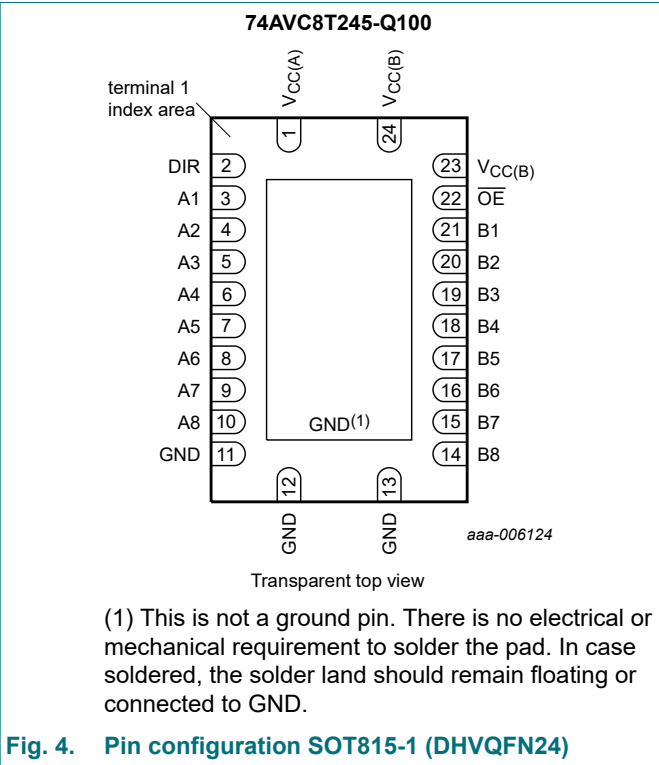 74AVC8T245-Q100
terminal 1
index area
VCC(A)
VCC(B)
1
24
DIR 2
23 VCC(B)
A1 3
22 OE
A2 4
21 B1
A3 5
20 B2
A4 6
19 B3
A5 7
18 B4
A6 8
17 B5
A7 9
16 B6
A8 10
15 B7
GND(1)
GND 11
14 B8
12
13
GND
GND
aaa-006124
Transparent top view
(1) This is not a ground pin. There is no electrical or
mechanical requirement to solder the pad. In case
soldered, the solder land should remain floating or
connected to GND.
Fig. 4. Pin configuration SOT815-1 (DHVQFN24)